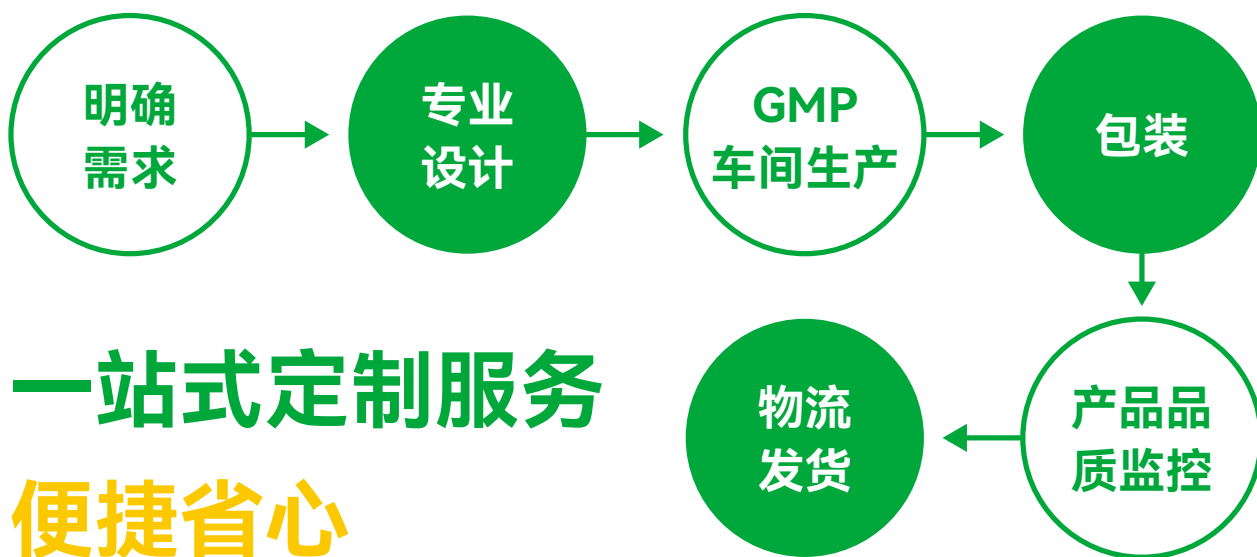 明确
需求
专业
设计
GMP
车间生产
包装
产品品
质监控
物流
发货
一站式定制服务
便捷省心